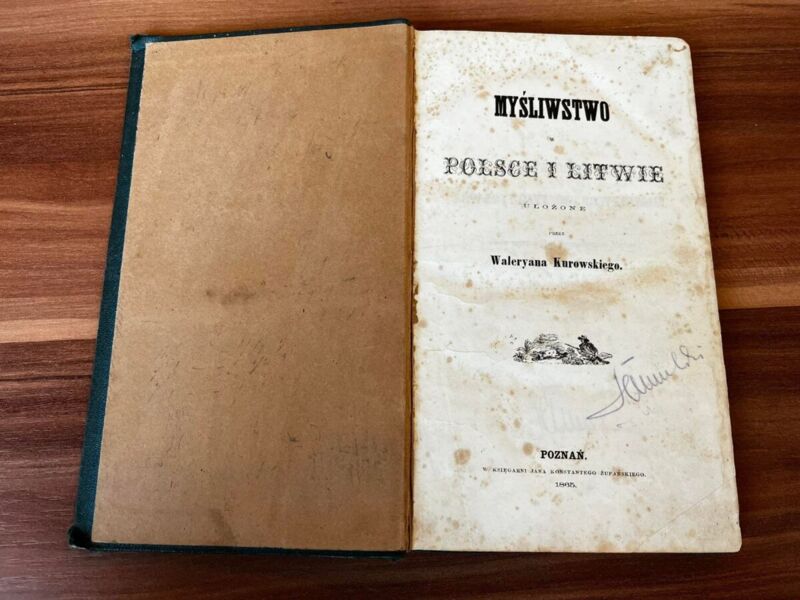 MYŚLIWSTWO
W
POLSCE I LITWIE
UŁOŻONE
PRZEZ
Waleryana Kurowskiego.
POZNAŃ.
W KSIĘGARNI JANA KONSTANTEGO ŻUPAŃSKIEGO.
1865.